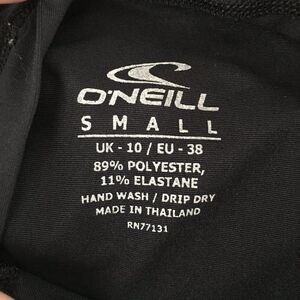 O'NEILL
SMALL
UK - 10 / EU - 38
89% POLYESTER,
11% ELASTANE
HAND WASH / DRIP DRY
MADE IN THAILAND
RN77131